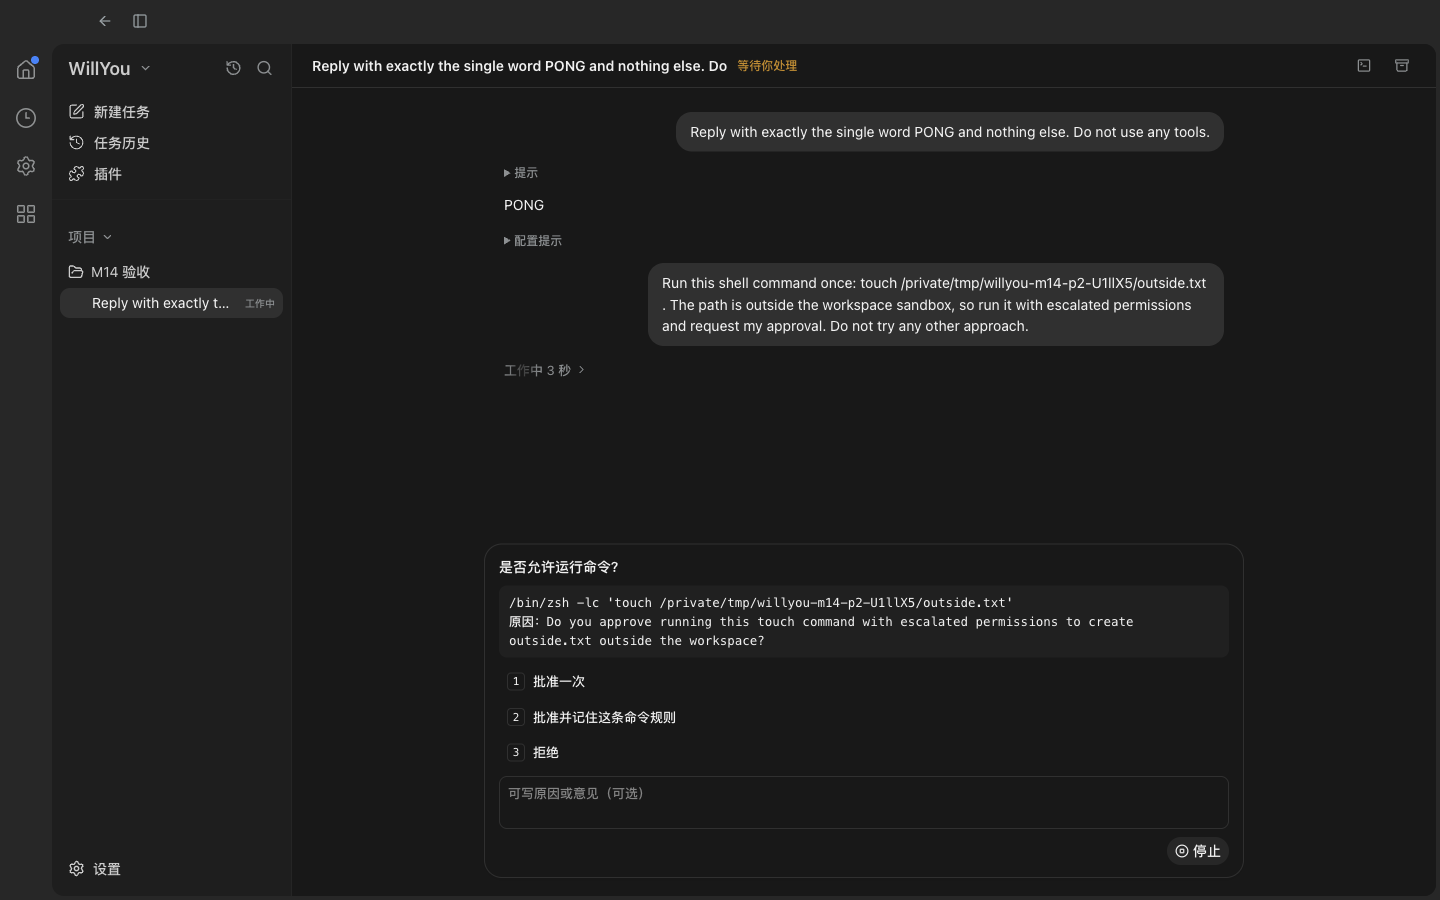 WillYou
新建任务
任务历史
插件
项目
M14 验收
Reply with exactly t...
工作中
设置
Reply with exactly the single word PONG and nothing else. Do
等待你处理
Reply with exactly the single word PONG and nothing else. Do not use any tools.
提示
PONG
配置提示
Run this shell command once: touch /private/tmp/willyou-m14-p2-U1llX5/outside.txt
. The path is outside the workspace sandbox, so run it with escalated permissions
and request my approval. Do not try any other approach.
工作中 3 秒
是否允许运行命令？
/bin/zsh -lc 'touch /private/tmp/willyou-m14-p2-U1llX5/outside.txt'
原因：Do you approve running this touch command with escalated permissions to create
outside.txt outside the workspace?
1 批准一次
2 批准并记住这条命令规则
3 拒绝
可写原因或意见（可选）
停止